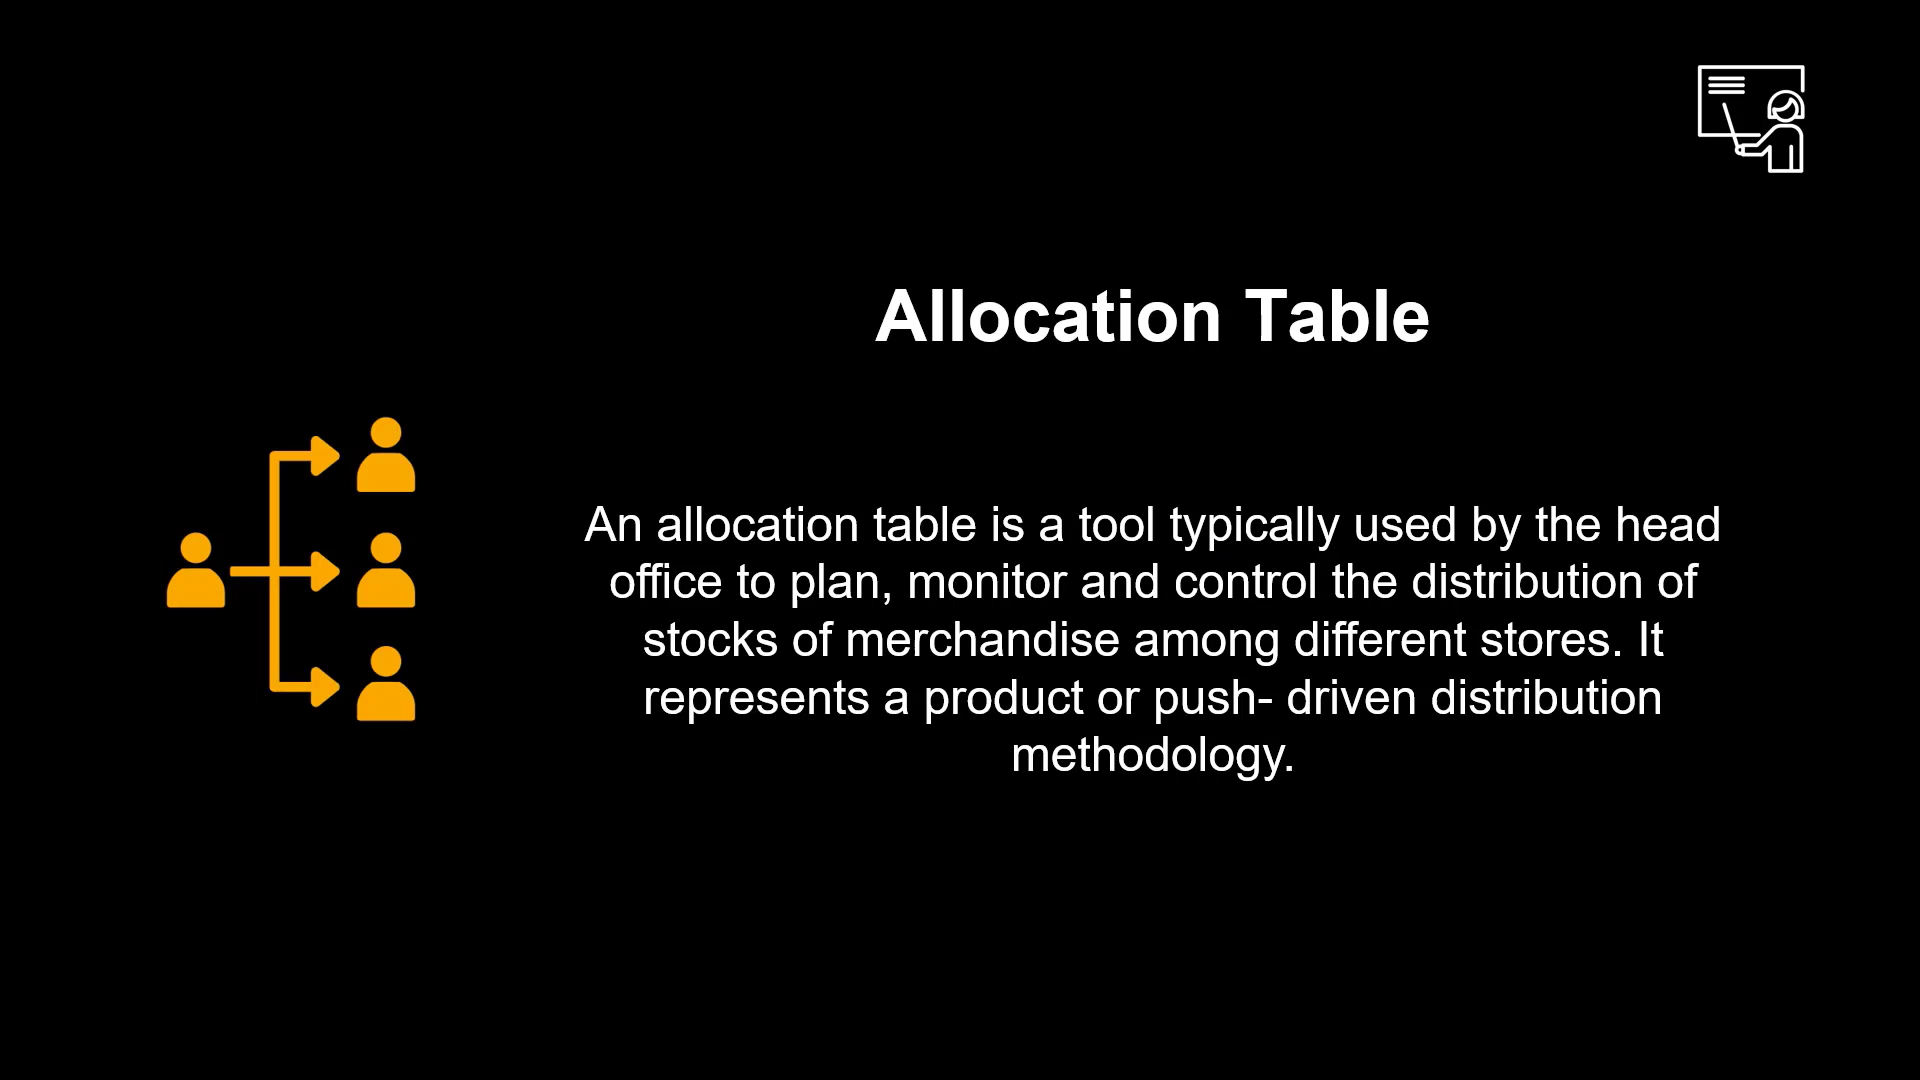 Allocation Table
An allocation table is a tool typically used by the head
office to plan, monitor and control the distribution of
stocks of merchandise among different stores. It
represents a product or push- driven distribution
methodology.